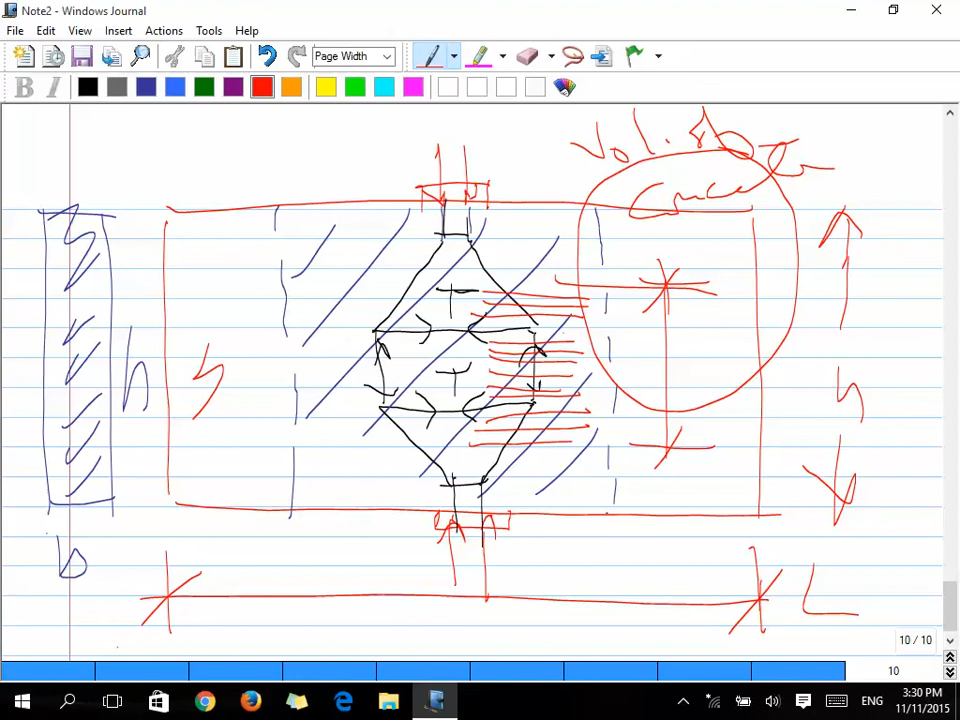 Note2 - Windows Journal
File Edit View Insert Actions Tools Help
Page Width
B I
Vol.
h
h
T
T
b
L
10 / 10
10
ENG
3:30 PM
11/11/2015